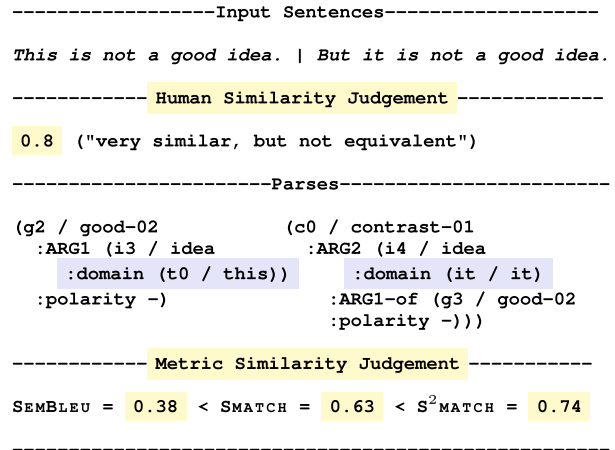 -----------------Input Sentences------------------
This is not a good idea. | But it is not a good idea.
----------- Human Similarity Judgement ------------
0.8 ("very similar, but not equivalent")
----------------------Parses-----------------------
(g2 / good-02 (c0 / contrast-01
:ARG1 (i3 / idea :ARG2 (i4 / idea
:domain (t0 / this)) :domain (it / it)
:polarity -) :ARG1-of (g3 / good-02
:polarity -)))
----------- Metric Similarity Judgement -----------
SEMBLEU = 0.38 < SMATCH = 0.63 < S²MATCH = 0.74
---------------------------------------------------